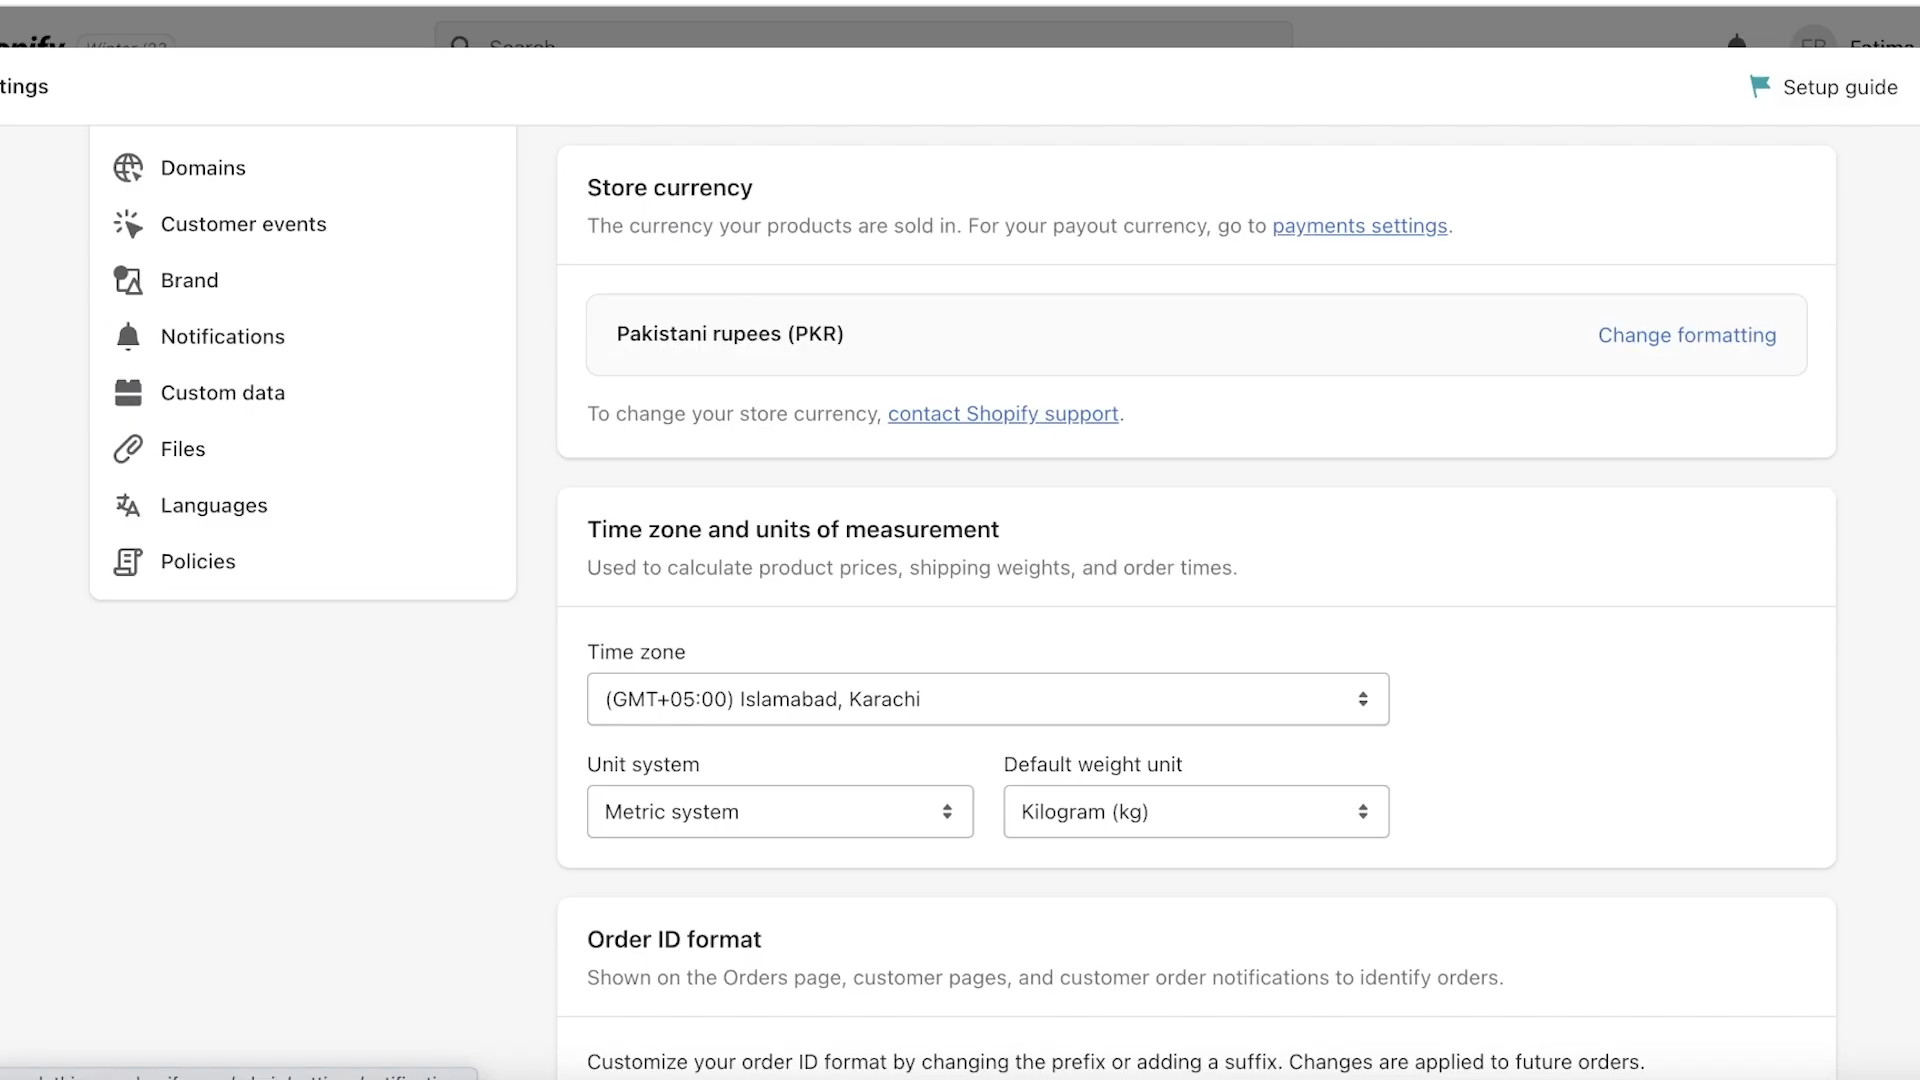 Search
tings
Setup guide
Domains
Customer events
Brand
Notifications
Custom data
Files
Languages
Policies
Store currency
The currency your products are sold in. For your payout currency, go to payments settings.
Pakistani rupees (PKR)
Change formatting
To change your store currency, contact Shopify support.
Time zone and units of measurement
Used to calculate product prices, shipping weights, and order times.
Time zone
(GMT+05:00) Islamabad, Karachi
Unit system
Default weight unit
Metric system
Kilogram (kg)
Order ID format
Shown on the Orders page, customer pages, and customer order notifications to identify orders.
Customize your order ID format by changing the prefix or adding a suffix. Changes are applied to future orders.